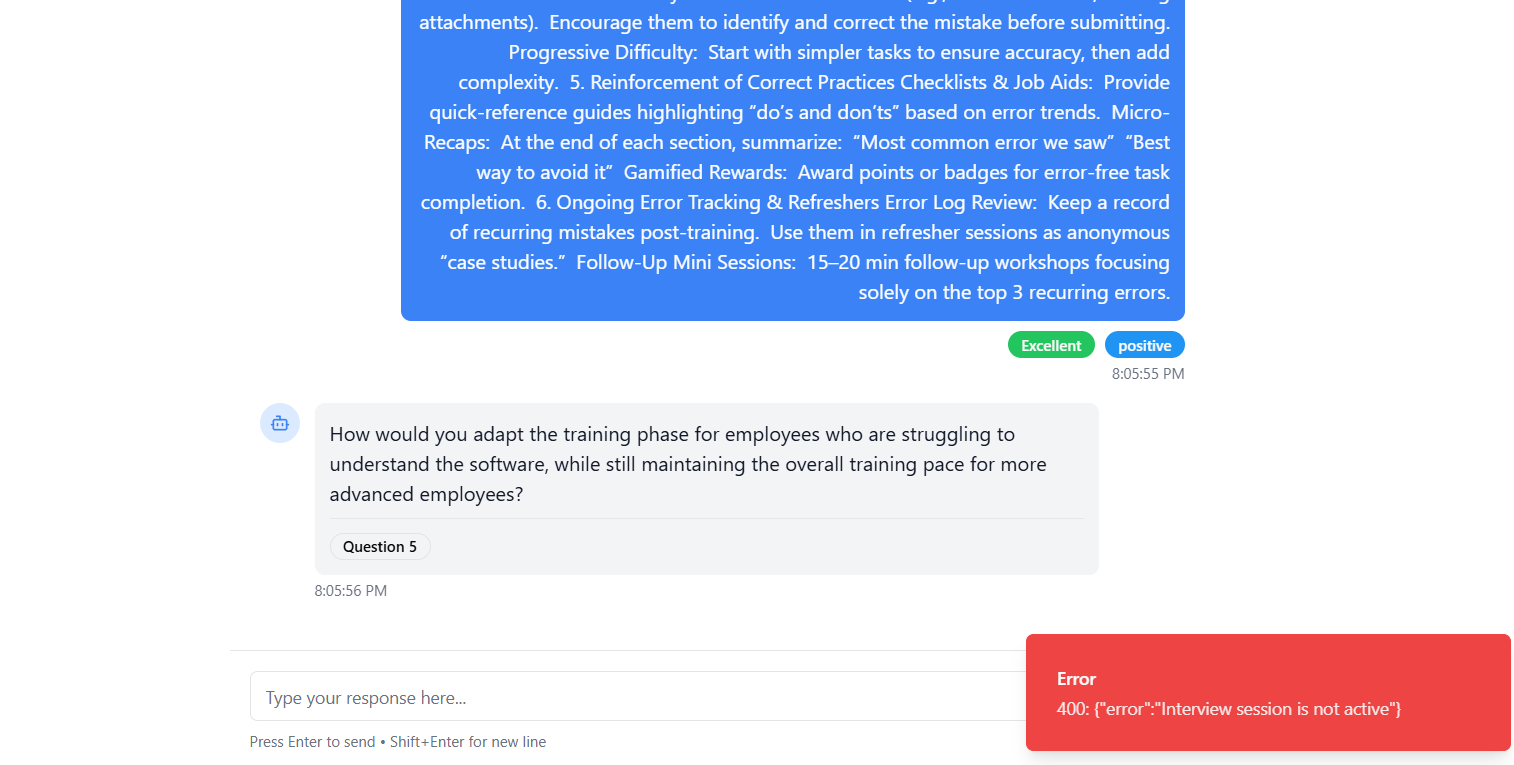 attachments).  Encourage them to identify and correct the mistake before submitting.
Progressive Difficulty:  Start with simpler tasks to ensure accuracy, then add
complexity.  5. Reinforcement of Correct Practices Checklists & Job Aids:  Provide
quick-reference guides highlighting “do’s and don’ts” based on error trends.  Micro-
Recaps:  At the end of each section, summarize:  “Most common error we saw”  “Best
way to avoid it”  Gamified Rewards:  Award points or badges for error-free task
completion.  6. Ongoing Error Tracking & Refreshers Error Log Review:  Keep a record
of recurring mistakes post-training.  Use them in refresher sessions as anonymous
“case studies.”  Follow-Up Mini Sessions:  15–20 min follow-up workshops focusing
solely on the top 3 recurring errors.
Excellent positive
8:05:55 PM
How would you adapt the training phase for employees who are struggling to
understand the software, while still maintaining the overall training pace for more
advanced employees?
Question 5
8:05:56 PM
Type your response here...
Press Enter to send • Shift+Enter for new line
Error
400: {"error":"Interview session is not active"}